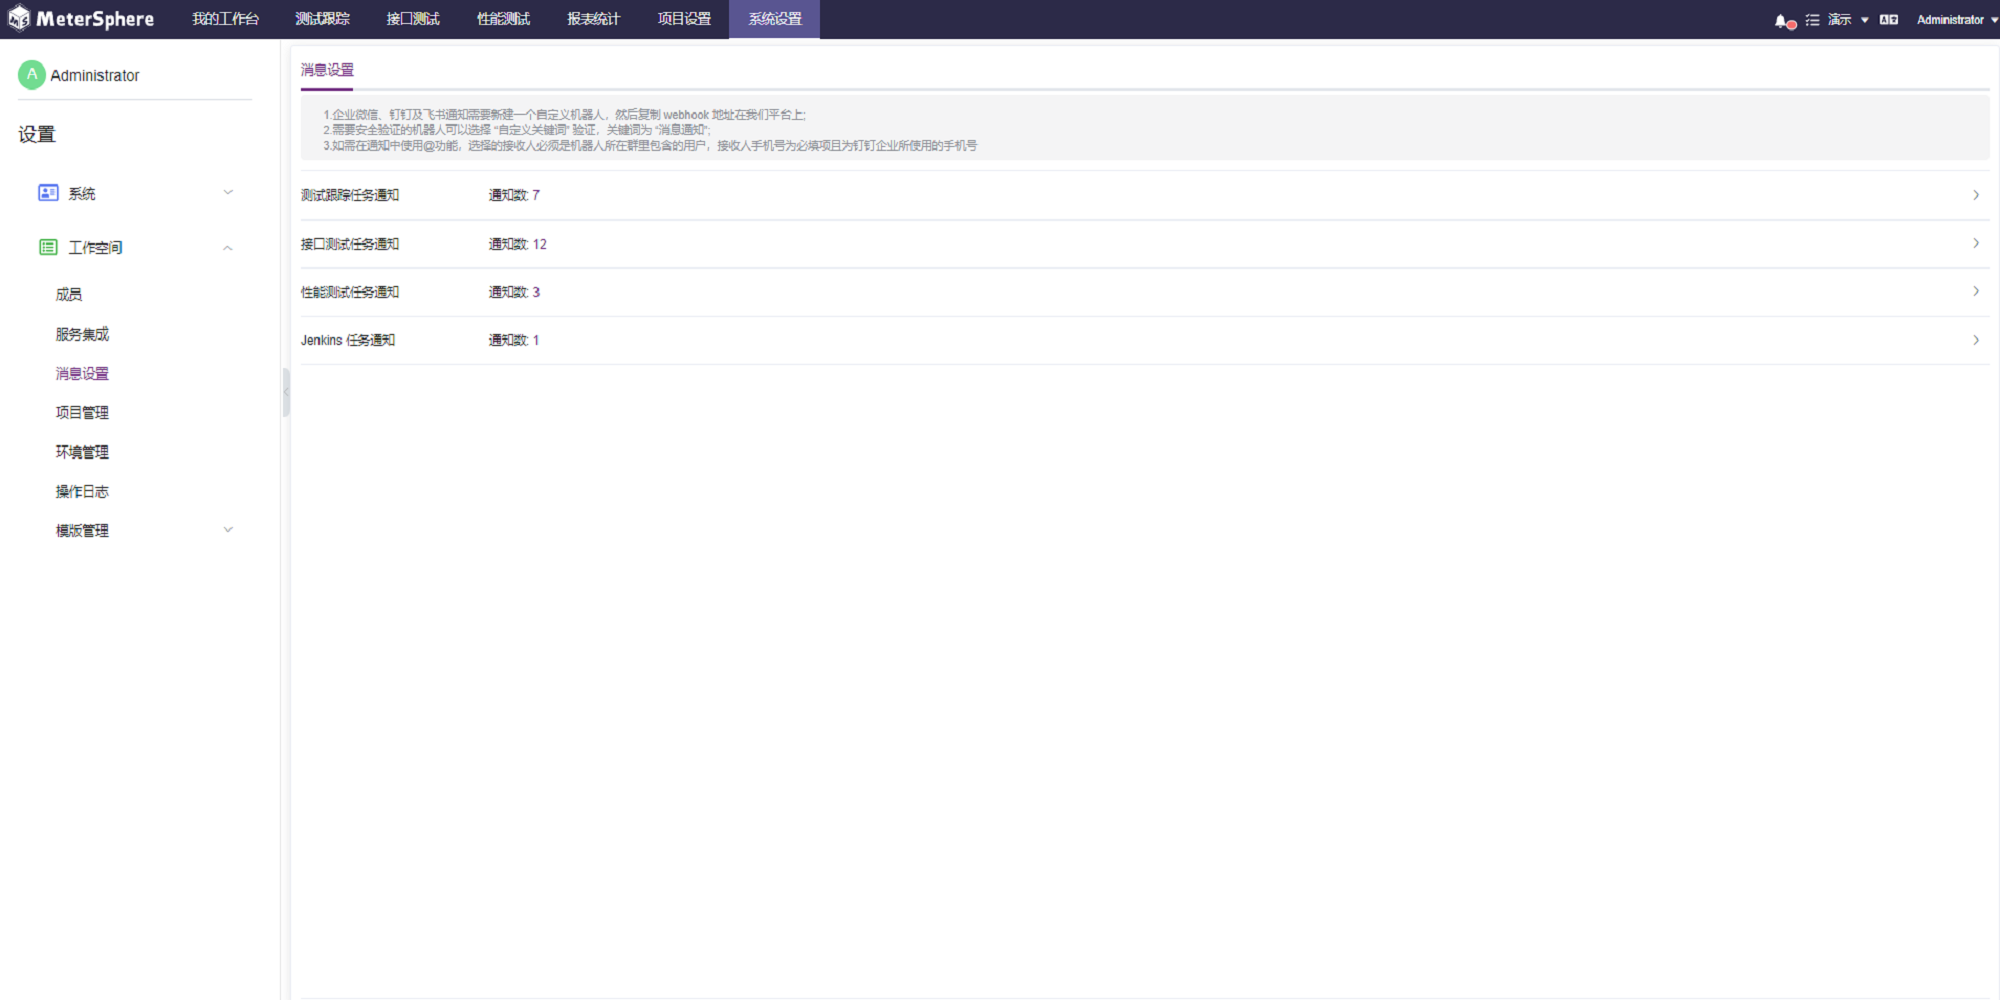 MeterSphere 我的工作台 测试跟踪 接口测试 性能测试 报表统计 项目设置 系统设置 演示 Administrator
A Administrator
设置
系统
工作空间
成员
服务集成
消息设置
项目管理
环境管理
操作日志
模版管理
消息设置
1.企业微信、钉钉及飞书通知需要新建一个自定义机器人，然后复制 webhook 地址在我们平台上;
2.需要安全验证的机器人可以选择 “自定义关键词” 验证，关键词为 “消息通知”;
3.如需在通知中使用@功能，选择的接收人必须是机器人所在群里包含的用户，接收人手机号为必填项且为钉钉企业所使用的手机号
测试跟踪任务通知 通知数: 7
接口测试任务通知 通知数: 12
性能测试任务通知 通知数: 3
Jenkins 任务通知 通知数: 1